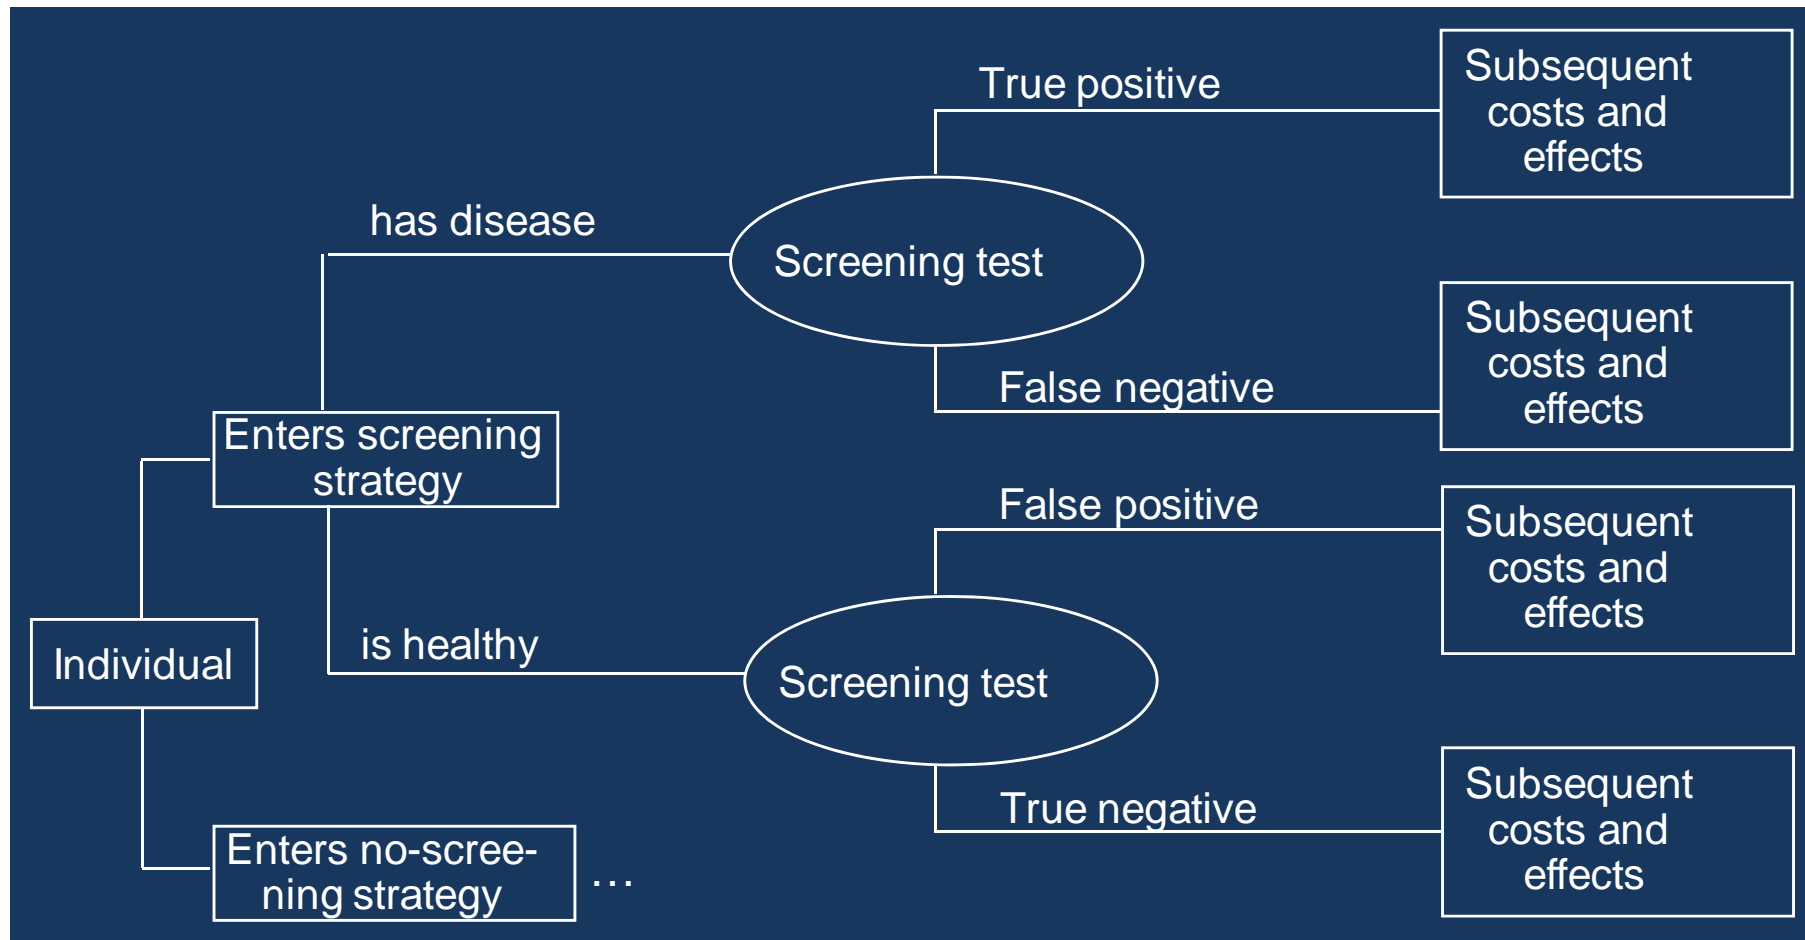 True positive
Subsequent
costs and
effects
has disease
Screening test
False negative
Subsequent
costs and
effects
Enters screening
strategy
False positive
Subsequent
costs and
effects
Individual
is healthy
Screening test
True negative
Subsequent
costs and
effects
Enters no-scree-
ning strategy
…